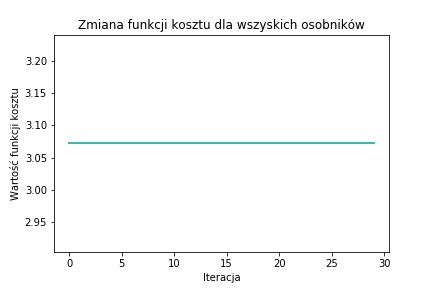 Zmiana funkcji kosztu dla wszyskich osobników
Wartość funkcji kosztu
3.20
3.15
3.10
3.05
3.00
2.95
0 5 10 15 20 25 30
Iteracja